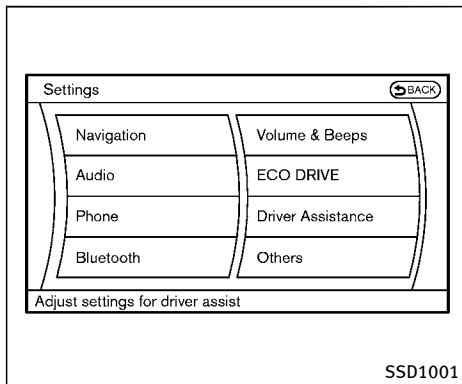 Settings
BACK
Navigation
Volume & Beeps
Audio
ECO DRIVE
Phone
Driver Assistance
Bluetooth
Others
Adjust settings for driver assist
SSD1001